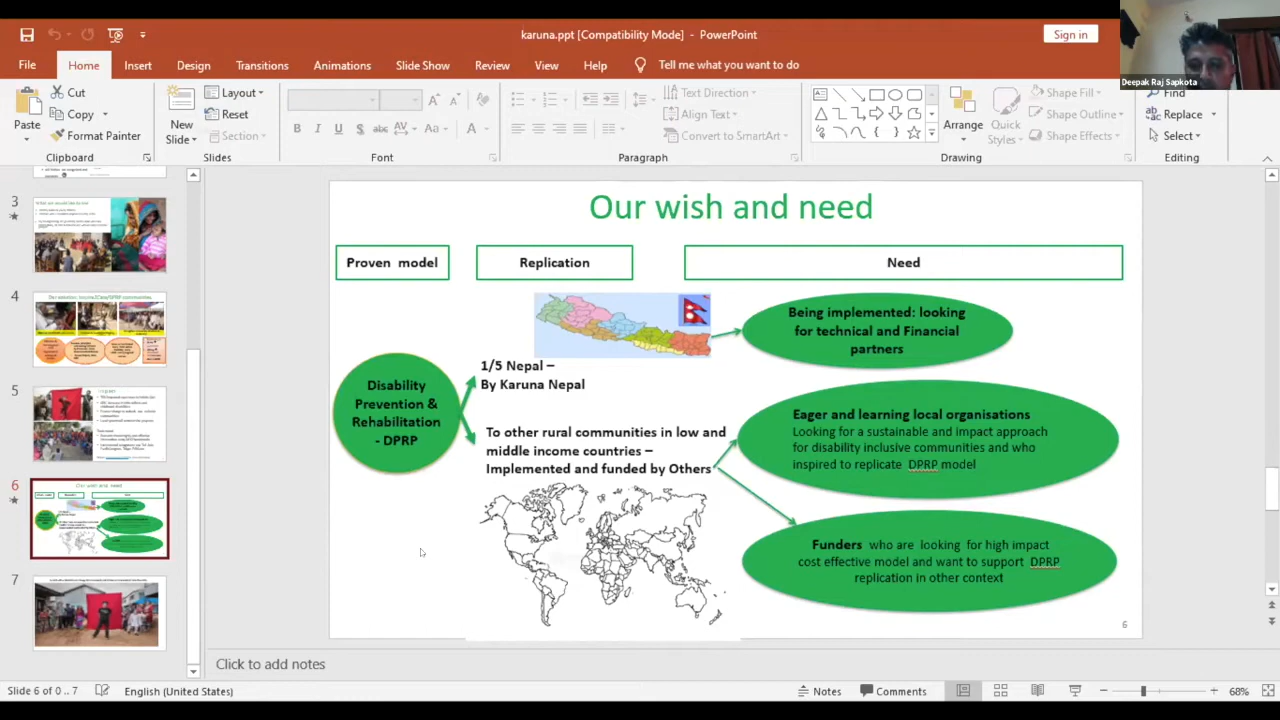 karuna.ppt [Compatibility Mode] - PowerPoint
Sign in
Deepak Raj Sapkota
File Home Insert Design Transitions Animations Slide Show Review View Help Tell me what you want to do
Paste
Cut
Copy
Format Painter
Clipboard
New
Slides
Layout
Reset
Section
Slides
Font
Text Direction
Align Text
Convert to SmartArt
Paragraph
Arrange
Quick
Styles
Shape Fill
Shape Outline
Shape Effects
Drawing
Find
Replace
Select
Editing
3
4
5
6
7
Our wish and need
Proven model
Replication
Need
Disability
Prevention &
Rehabilitation
- DPRP
1/5 Nepal –
By Karuna Nepal
To other rural communities in low and
middle income countries –
Implemented and funded by Others
Being implemented: looking
for technical and Financial
partners
Eager and learning local organisations
Looking for a sustainable and impact approach
for disability inclusive communities and who
inspired to replicate DPRP model
Funders who are looking for high impact
cost effective model and want to support DPRP
replication in other context
6
Click to add notes
Slide 6 of 0 .. 7
English (United States)
Notes
Comments
68%